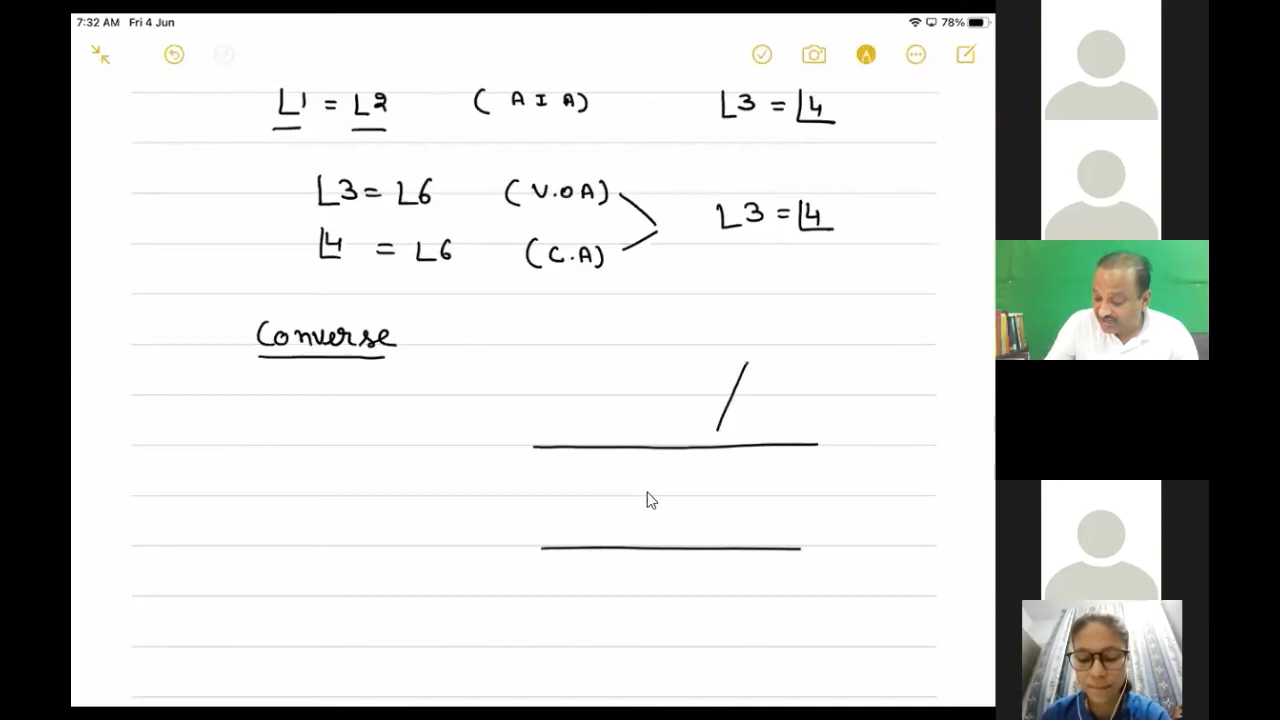 7:32 AM Fri 4 Jun 78%
∠1 = ∠2 (A I A) ∠3 = ∠4
∠3 = ∠6 (V.O A)
∠3 = ∠4
∠4 = ∠6 (C.A)
Converse